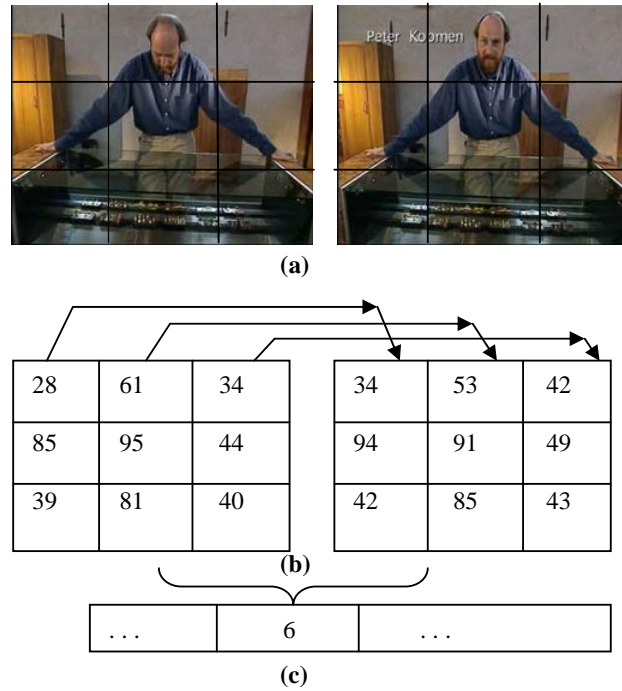 Peter Koomen
(a)
28 61 34 34 53 42
85 95 44 94 91 49
39 81 40 42 85 43
(b)
. . . 6 . . .
(c)